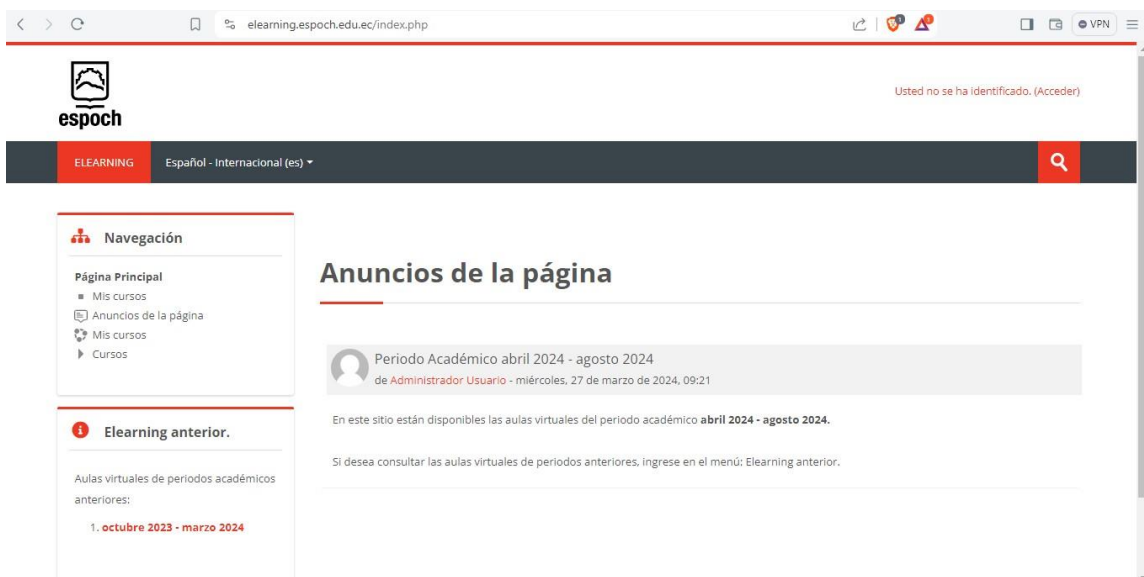 elearning.espoch.edu.ec/index.php
VPN
espoch
Usted no se ha identificado. (Acceder)
ELEARNING
Español - Internacional (es)
Navegación
Página Principal
Mis cursos
Anuncios de la página
Mis cursos
Cursos
Elearning anterior.
Aulas virtuales de periodos académicos
anteriores:
1. octubre 2023 - marzo 2024
Anuncios de la página
Periodo Académico abril 2024 - agosto 2024
de Administrador Usuario - miércoles, 27 de marzo de 2024, 09:21
En este sitio están disponibles las aulas virtuales del periodo académico abril 2024 - agosto 2024.
Si desea consultar las aulas virtuales de periodos anteriores, ingrese en el menú: Elearning anterior.